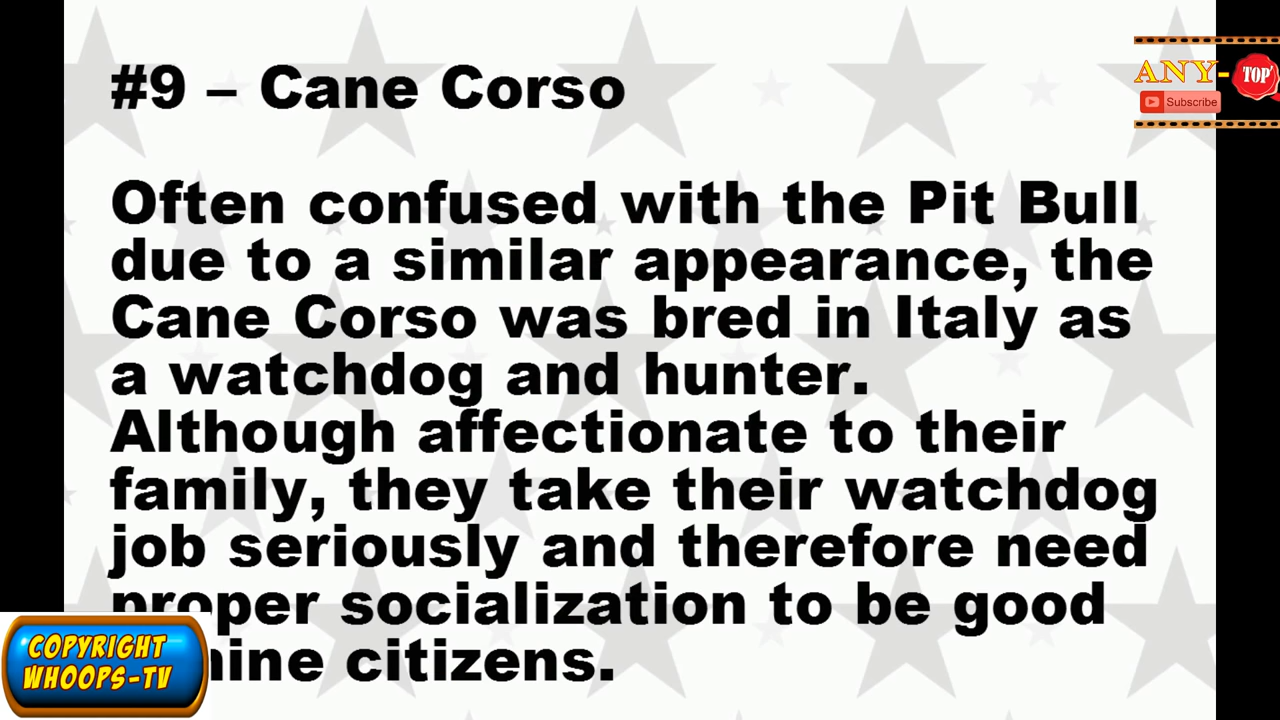 #9 – Cane Corso
ANY-TOP
Subscribe
Often confused with the Pit Bull
due to a similar appearance, the
Cane Corso was bred in Italy as
a watchdog and hunter.
Although affectionate to their
family, they take their watchdog
job seriously and therefore need
proper socialization to be good
citizens.
COPYRIGHT
WHOOPS-TV